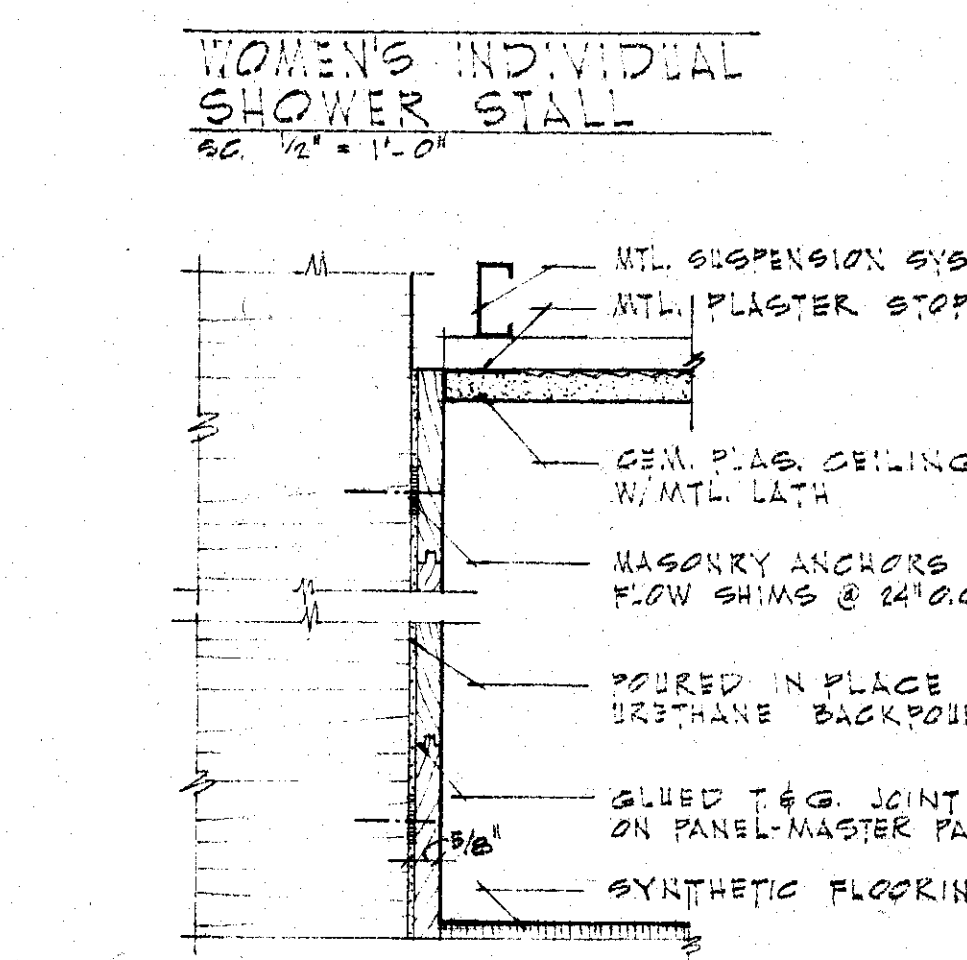 WOMEN'S INDIVIDUAL
SHOWER STALL
SC. 1/2" = 1'-0"
MTL. SUSPENSION SYS
MTL. PLASTER STOP
CEM. PLAS. CEILING
W/MTL. LATH
MASONRY ANCHORS
FLOW SHIMS @ 24" O.C
POURED IN PLACE
URETHANE BACKPOUR
GLUED T.&G. JOINT
ON PANEL-MASTER PA
5/8"
SYNTHETIC FLOORIN